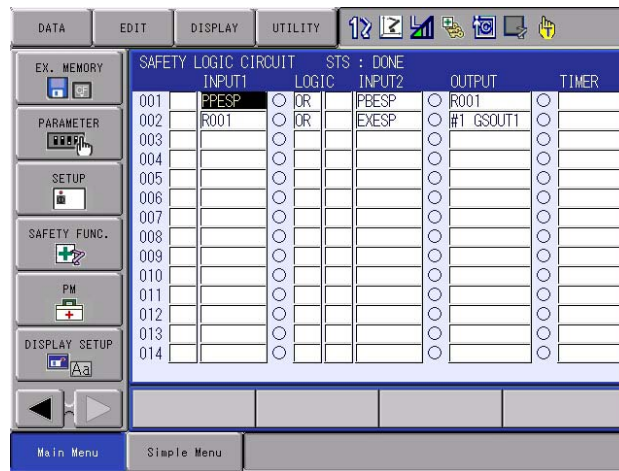 DATA EDIT DISPLAY UTILITY
EX. MEMORY
PARAMETER
SETUP
SAFETY FUNC.
PM
DISPLAY SETUP
Aa
SAFETY LOGIC CIRCUIT STS : DONE
INPUT1 LOGIC INPUT2 OUTPUT TIMER
001 PPESP OR PBESP R001
002 R001 OR EXESP #1 GSOUT1
003
004
005
006
007
008
009
010
011
012
013
014
Main Menu Simple Menu